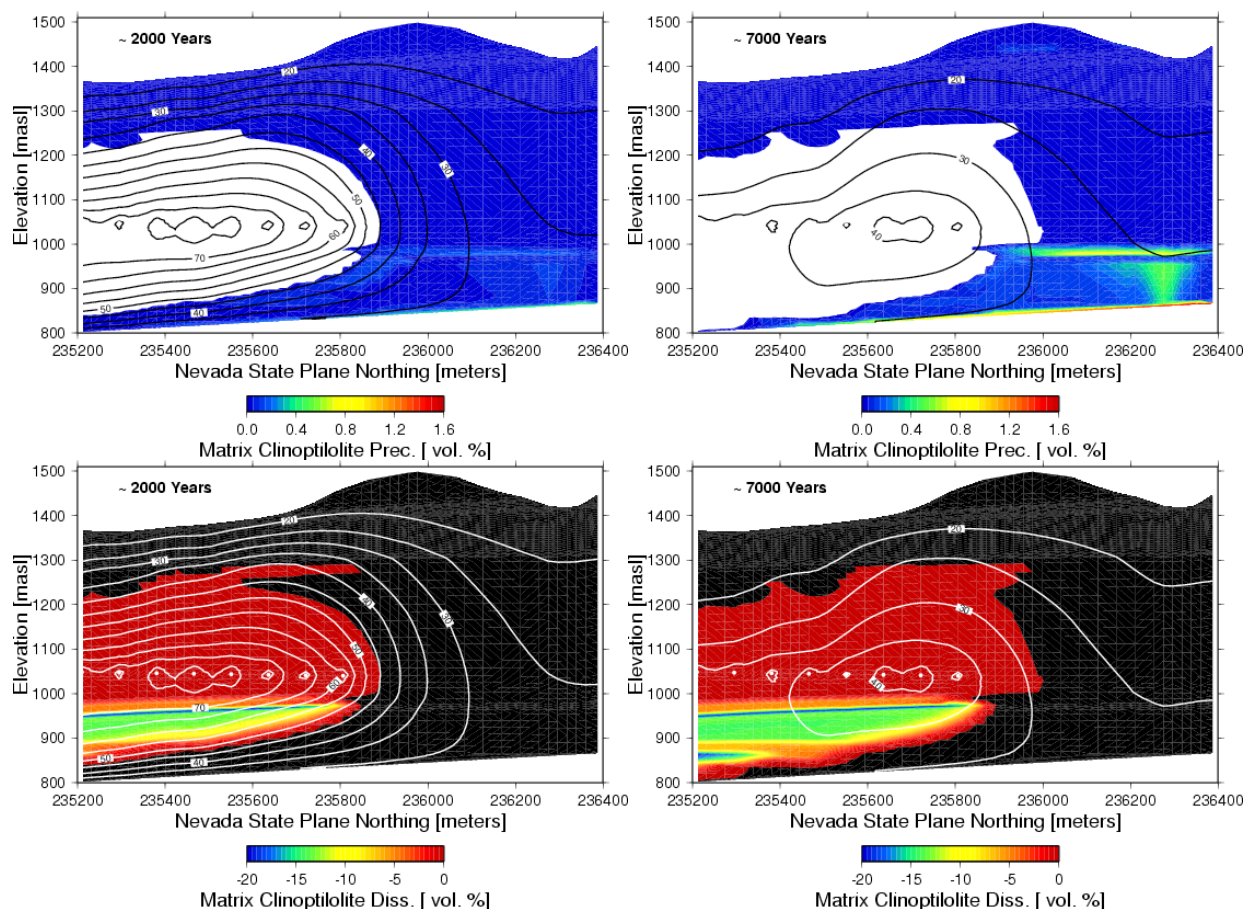 ~ 2000 Years
1500
1400
1300
1200
1100
1000
900
800
Elevation [masl]
20
30
40
50
60
70
50
40
30
235200 235400 235600 235800 236000 236200 236400
Nevada State Plane Northing [meters]
0.0 0.4 0.8 1.2 1.6
Matrix Clinoptilolite Prec. [ vol. %]
~ 7000 Years
1500
1400
1300
1200
1100
1000
900
800
Elevation [masl]
20
30
40
235200 235400 235600 235800 236000 236200 236400
Nevada State Plane Northing [meters]
0.0 0.4 0.8 1.2 1.6
Matrix Clinoptilolite Prec. [ vol. %]
~ 2000 Years
1500
1400
1300
1200
1100
1000
900
800
Elevation [masl]
20
30
40
30
50
60
70
50
40
235200 235400 235600 235800 236000 236200 236400
Nevada State Plane Northing [meters]
-20 -15 -10 -5 0
Matrix Clinoptilolite Diss. [ vol. %]
~ 7000 Years
1500
1400
1300
1200
1100
1000
900
800
Elevation [masl]
20
30
40
235200 235400 235600 235800 236000 236200 236400
Nevada State Plane Northing [meters]
-20 -15 -10 -5 0
Matrix Clinoptilolite Diss. [ vol. %]